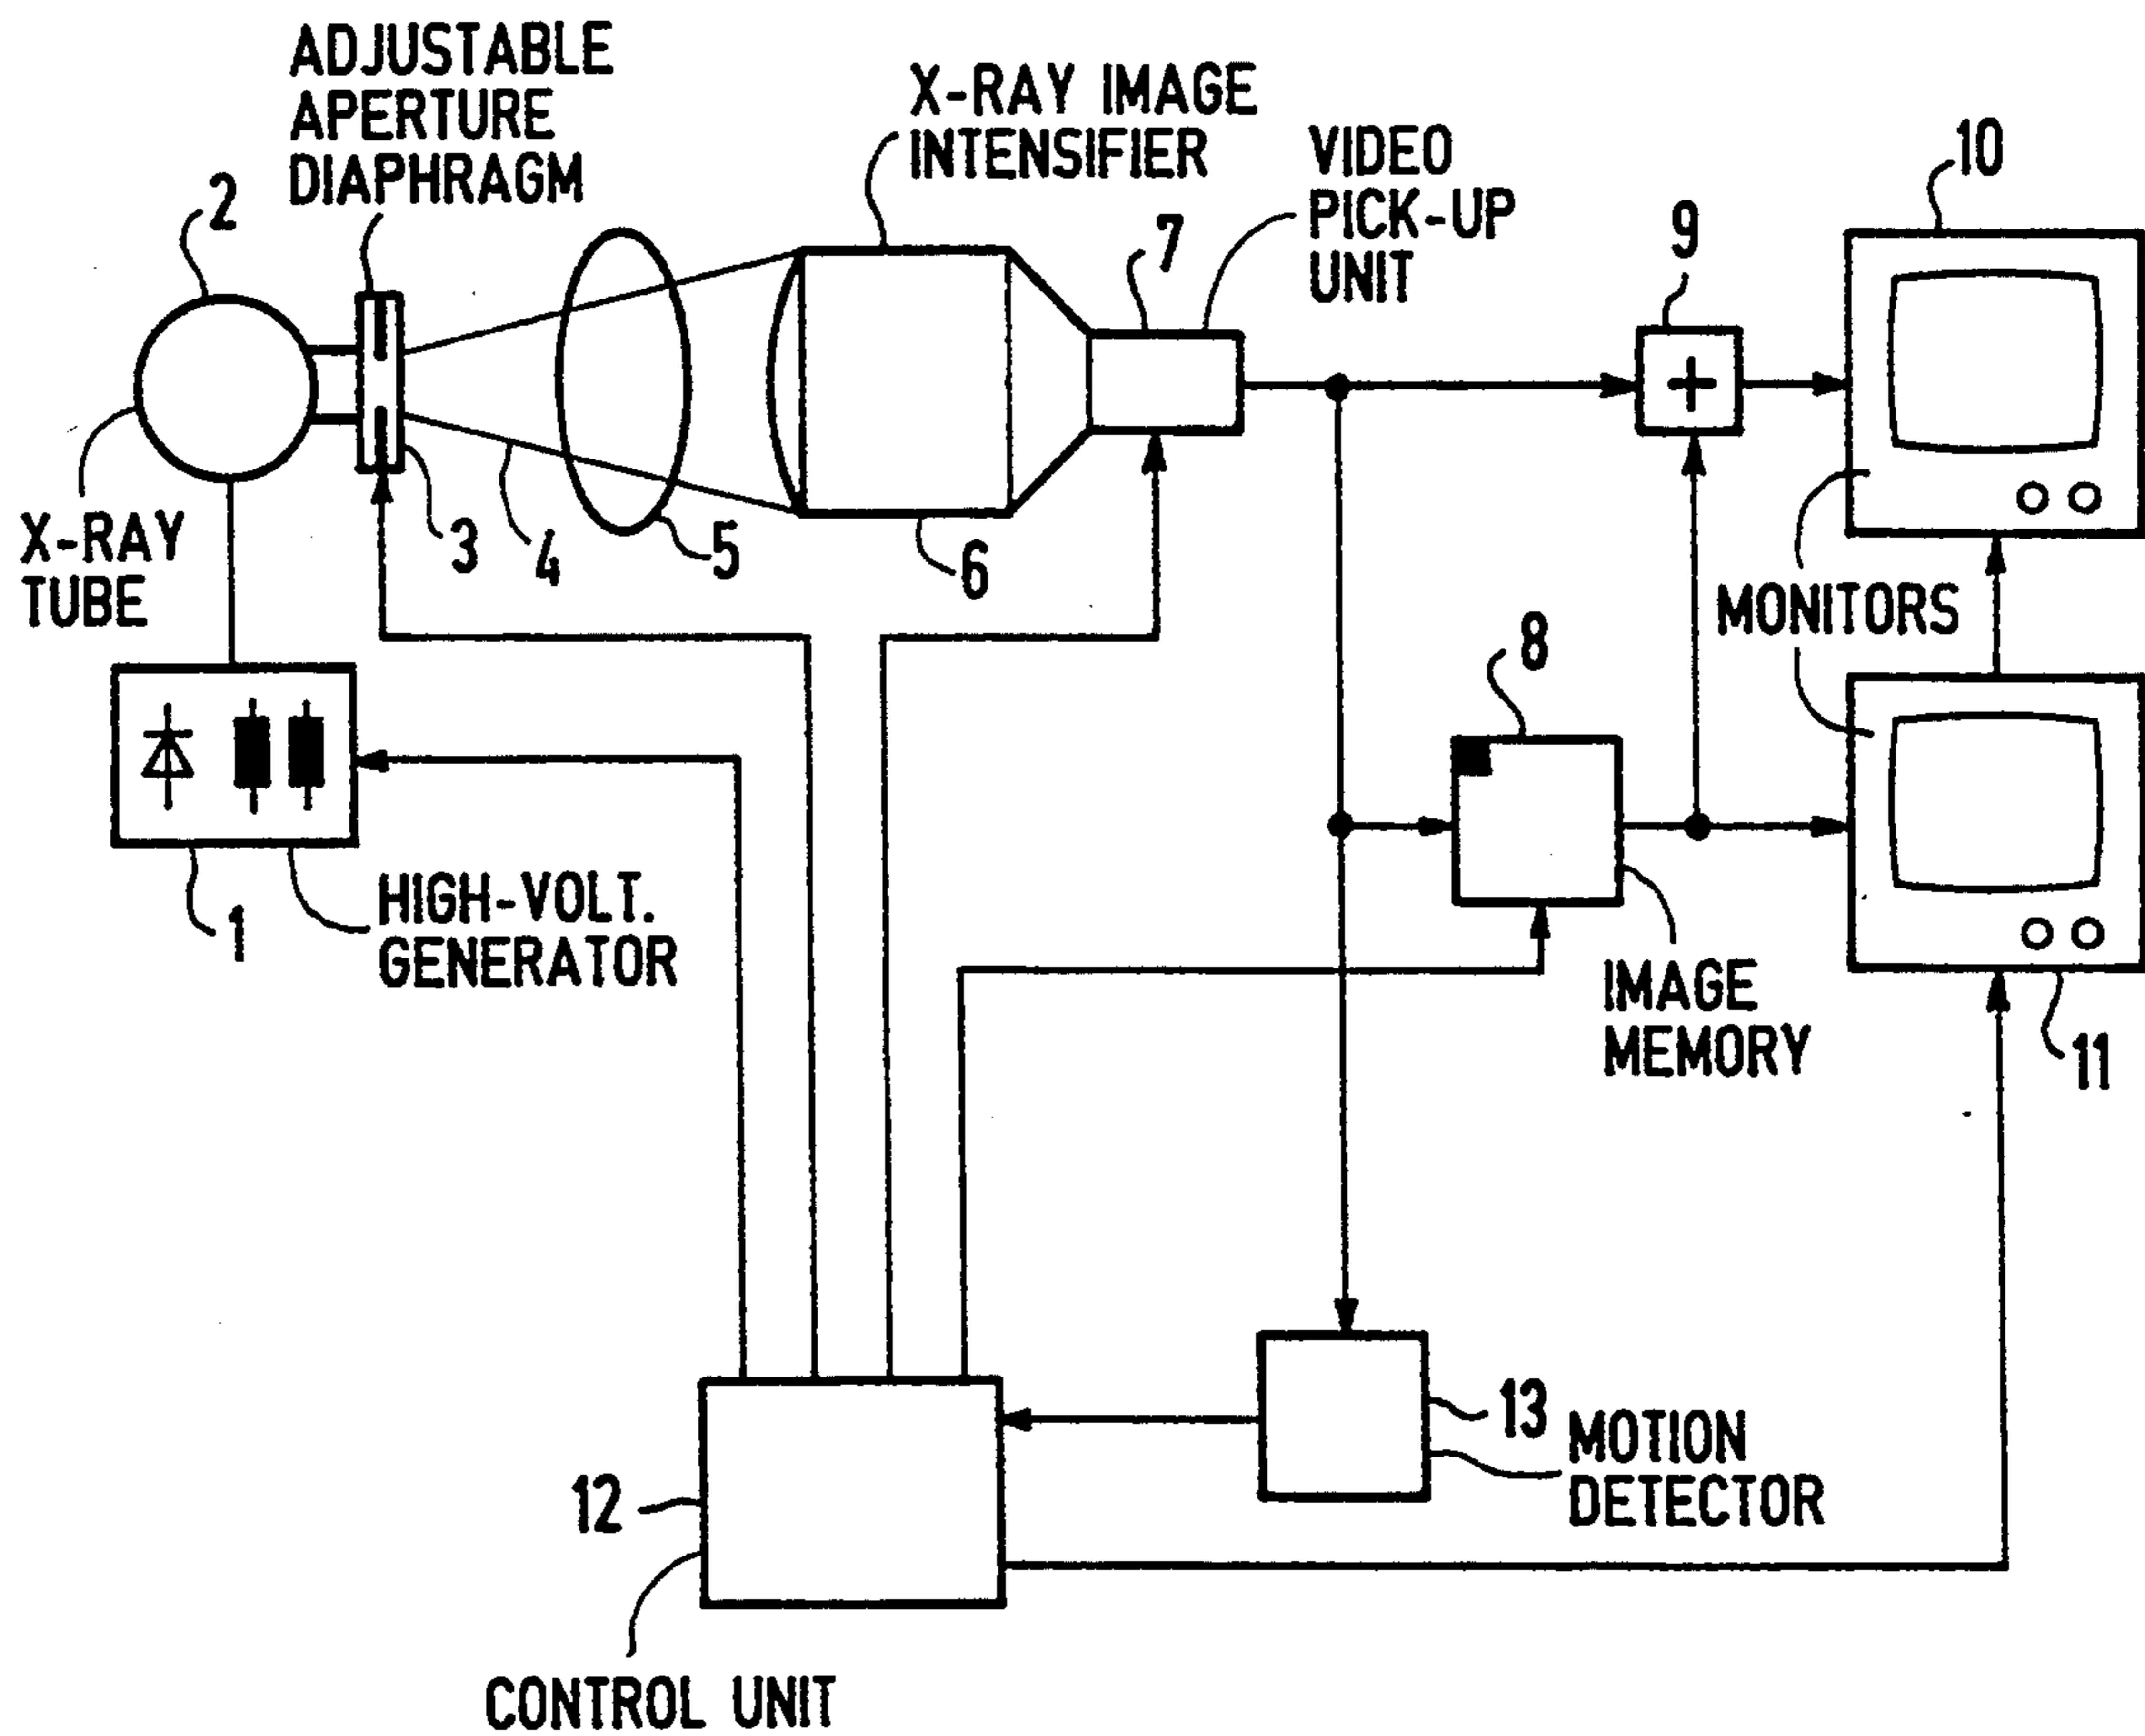 ADJUSTABLE
APERTURE
DIAPHRAGM
X-RAY IMAGE
INTENSIFIER
VIDEO
PICK-UP
UNIT
10
2
7
9
X-RAY
TUBE
3
4
5
6
MONITORS
8
+
1
HIGH-VOLT.
GENERATOR
IMAGE
MEMORY
11
13
MOTION
DETECTOR
12
CONTROL UNIT